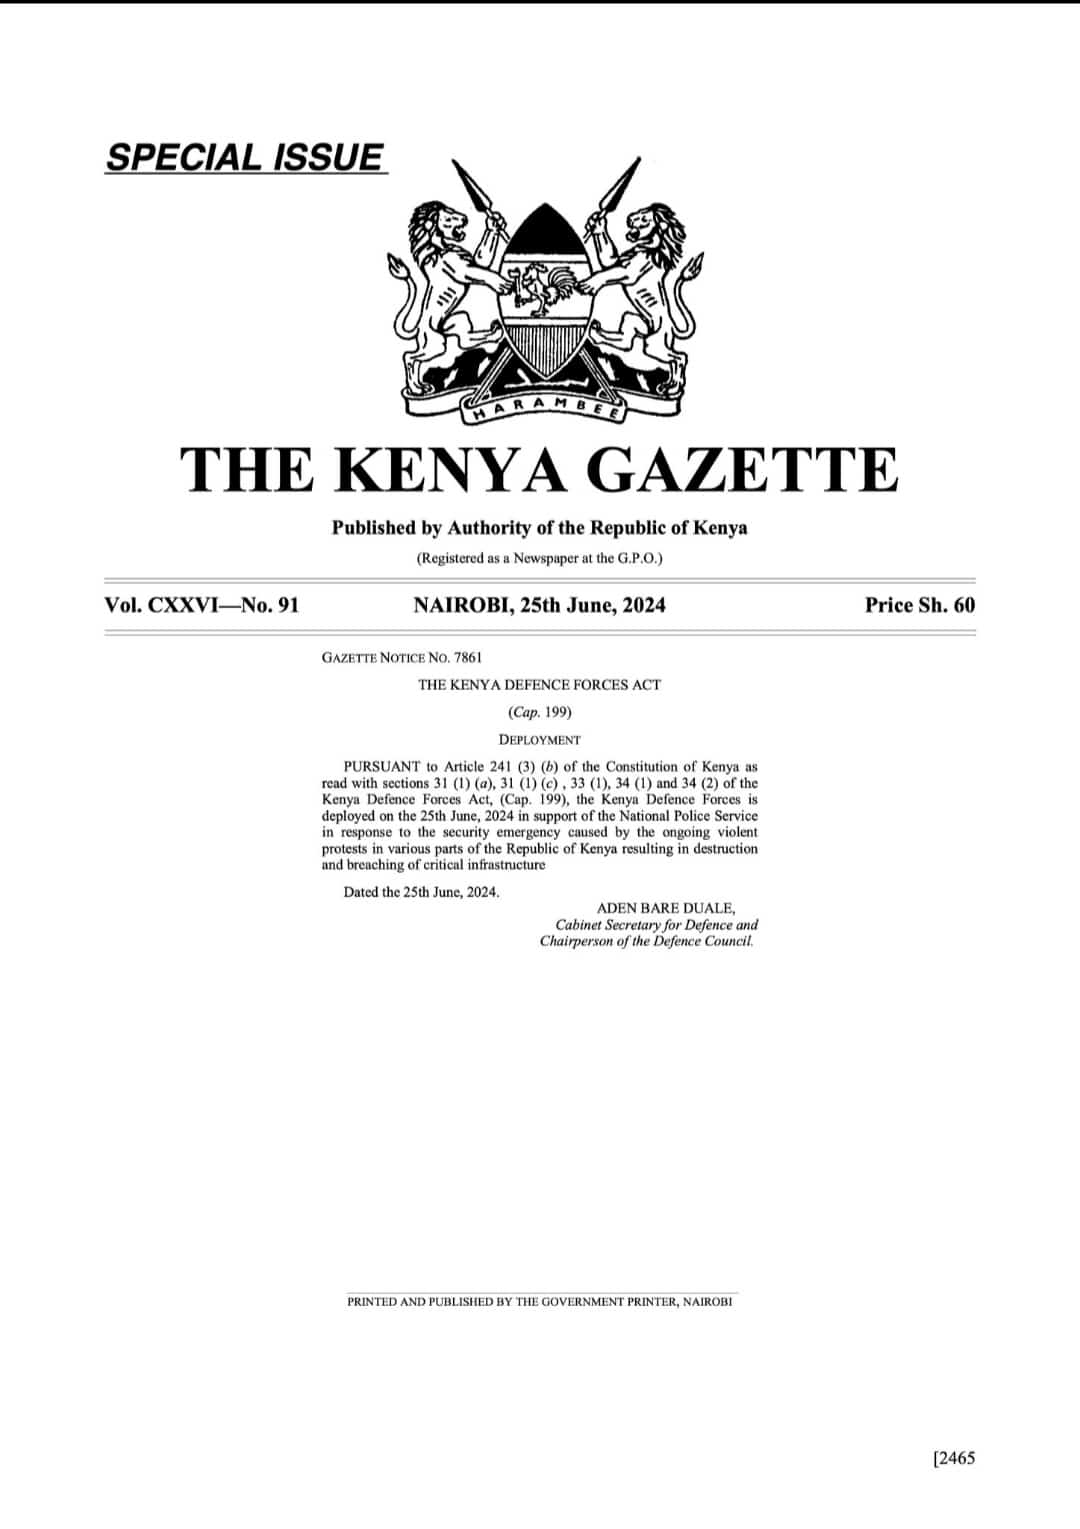 SPECIAL ISSUE
HARAMBEE
THE KENYA GAZETTE
Published by Authority of the Republic of Kenya
(Registered as a Newspaper at the G.P.O.)
Vol. CXXVI—No. 91 NAIROBI, 25th June, 2024 Price Sh. 60
GAZETTE NOTICE NO. 7861
THE KENYA DEFENCE FORCES ACT
(Cap. 199)
DEPLOYMENT
PURSUANT to Article 241 (3) (b) of the Constitution of Kenya as
read with sections 31 (1) (a), 31 (1) (c) , 33 (1), 34 (1) and 34 (2) of the
Kenya Defence Forces Act, (Cap. 199), the Kenya Defence Forces is
deployed on the 25th June, 2024 in support of the National Police Service
in response to the security emergency caused by the ongoing violent
protests in various parts of the Republic of Kenya resulting in destruction
and breaching of critical infrastructure
Dated the 25th June, 2024.
ADEN BARE DUALE,
Cabinet Secretary for Defence and
Chairperson of the Defence Council.
PRINTED AND PUBLISHED BY THE GOVERNMENT PRINTER, NAIROBI
[2465